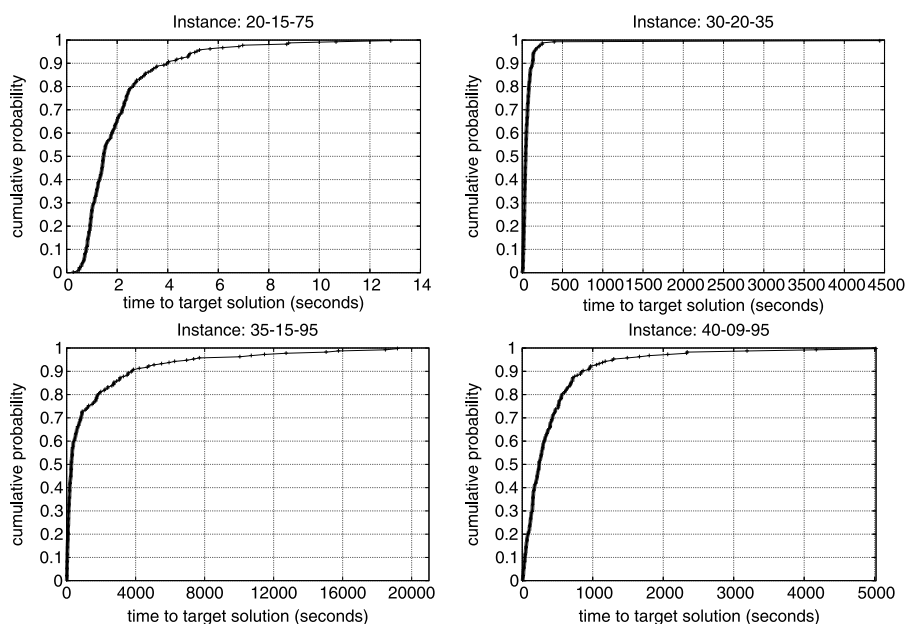 Instance: 20-15-75
1
0.9
0.8
0.7
0.6
0.5
0.4
0.3
0.2
0.1
0
cumulative probability
0 2 4 6 8 10 12 14
time to target solution (seconds)
Instance: 30-20-35
1
0.9
0.8
0.7
0.6
0.5
0.4
0.3
0.2
0.1
0
cumulative probability
0 500 1000 1500 2000 2500 3000 3500 4000 4500
time to target solution (seconds)
Instance: 35-15-95
1
0.9
0.8
0.7
0.6
0.5
0.4
0.3
0.2
0.1
0
cumulative probability
0 4000 8000 12000 16000 20000
time to target solution (seconds)
Instance: 40-09-95
1
0.9
0.8
0.7
0.6
0.5
0.4
0.3
0.2
0.1
0
cumulative probability
0 1000 2000 3000 4000 5000
time to target solution (seconds)